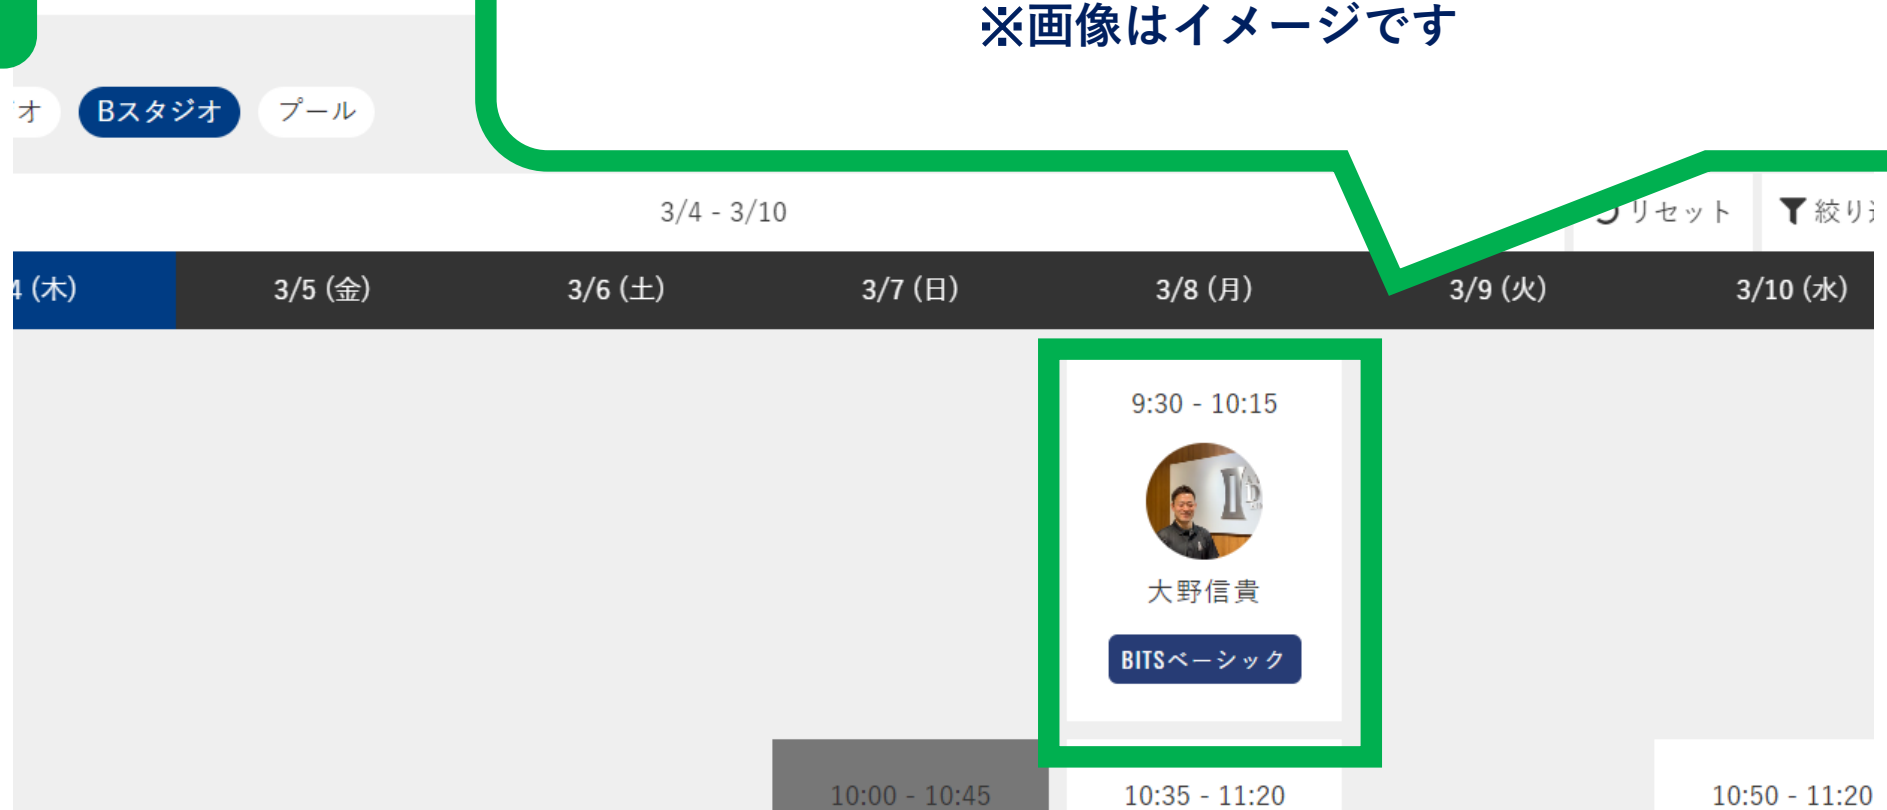 ※画像はイメージです
オ
Bスタジオ
プール
3/4 - 3/10
リセット
絞り
4 (木)
3/5 (金)
3/6 (土)
3/7 (日)
3/8 (月)
3/9 (火)
3/10 (水)
9:30 - 10:15
大野信貴
BITSベーシック
10:00 - 10:45
10:35 - 11:20
10:50 - 11:20